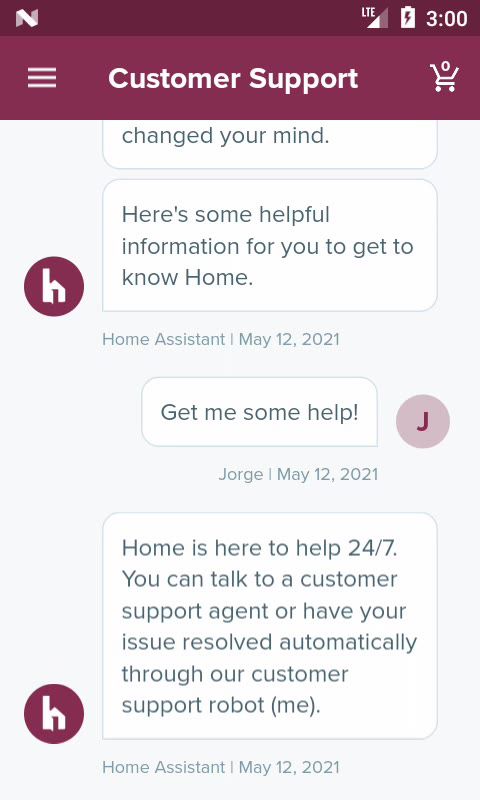 LTE 3:00
Customer Support
0
changed your mind.
Here's some helpful
information for you to get to
know Home.
h
Home Assistant | May 12, 2021
Get me some help!
J
Jorge | May 12, 2021
Home is here to help 24/7.
You can talk to a customer
support agent or have your
issue resolved automatically
through our customer
support robot (me).
h
Home Assistant | May 12, 2021